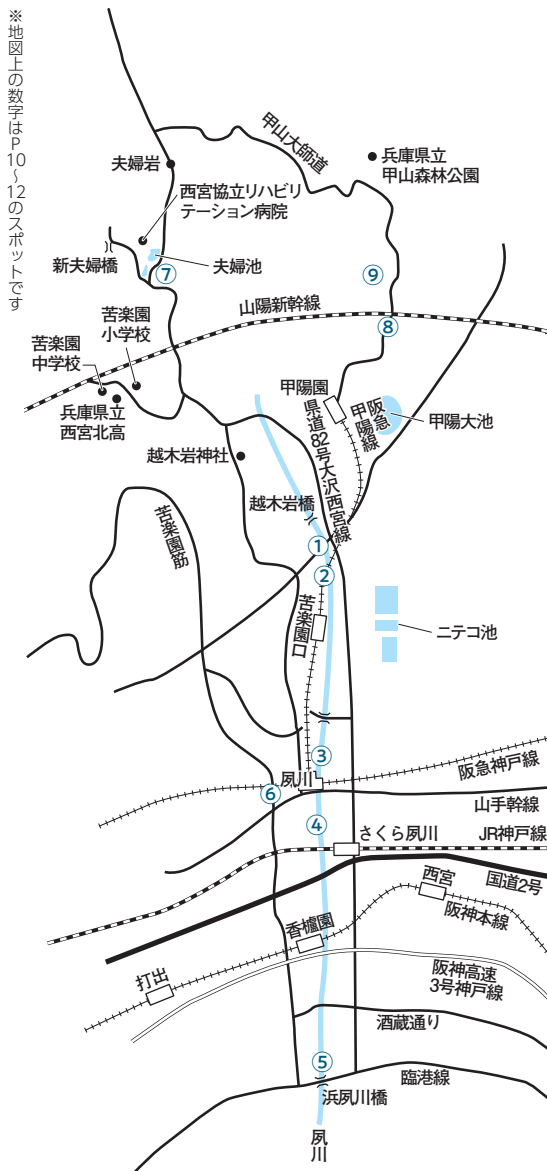 ※地図上の数字はP10~12のスポットです
甲山大師道
兵庫県立
甲山森林公園
夫婦岩
西宮協立リハビリ
テーション病院
新夫婦橋
夫婦池
⑦
⑨
山陽新幹線
⑧
苦楽園
小学校
苦楽園
中学校
兵庫県立
西宮北高
甲陽園
阪急
甲陽線
甲陽大池
県道82号大沢西宮線
越木岩神社
越木岩橋
苦楽園筋
①
②
苦楽園口
ニテコ池
③
夙川
阪急神戸線
⑥
山手幹線
④
さくら夙川
JR神戸線
西宮
国道2号
阪神本線
香櫨園
打出
阪神高速
3号神戸線
酒蔵通り
⑤
臨港線
浜夙川橋
夙川